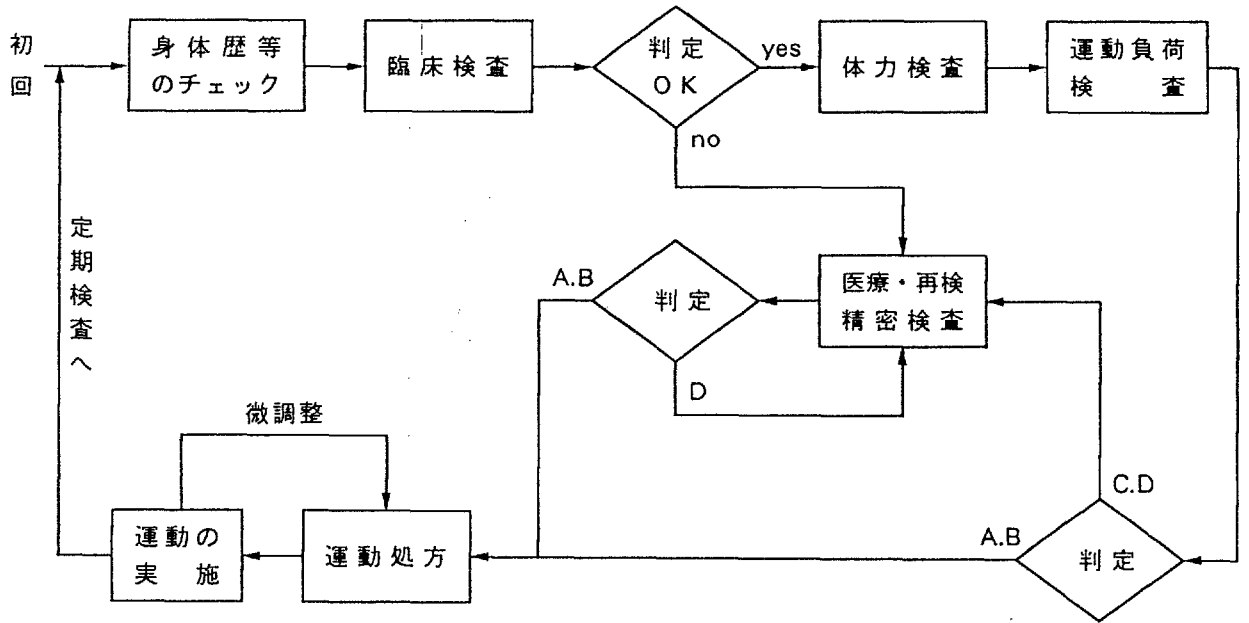 初回
身体歴等
のチェック
臨床検査
判定
OK
yes
体力検査
運動負荷
検査
no
定期検査へ
A.B
判定
医療・再検
精密検査
D
微調整
C.D
運動の
実施
運動処方
A.B
判定